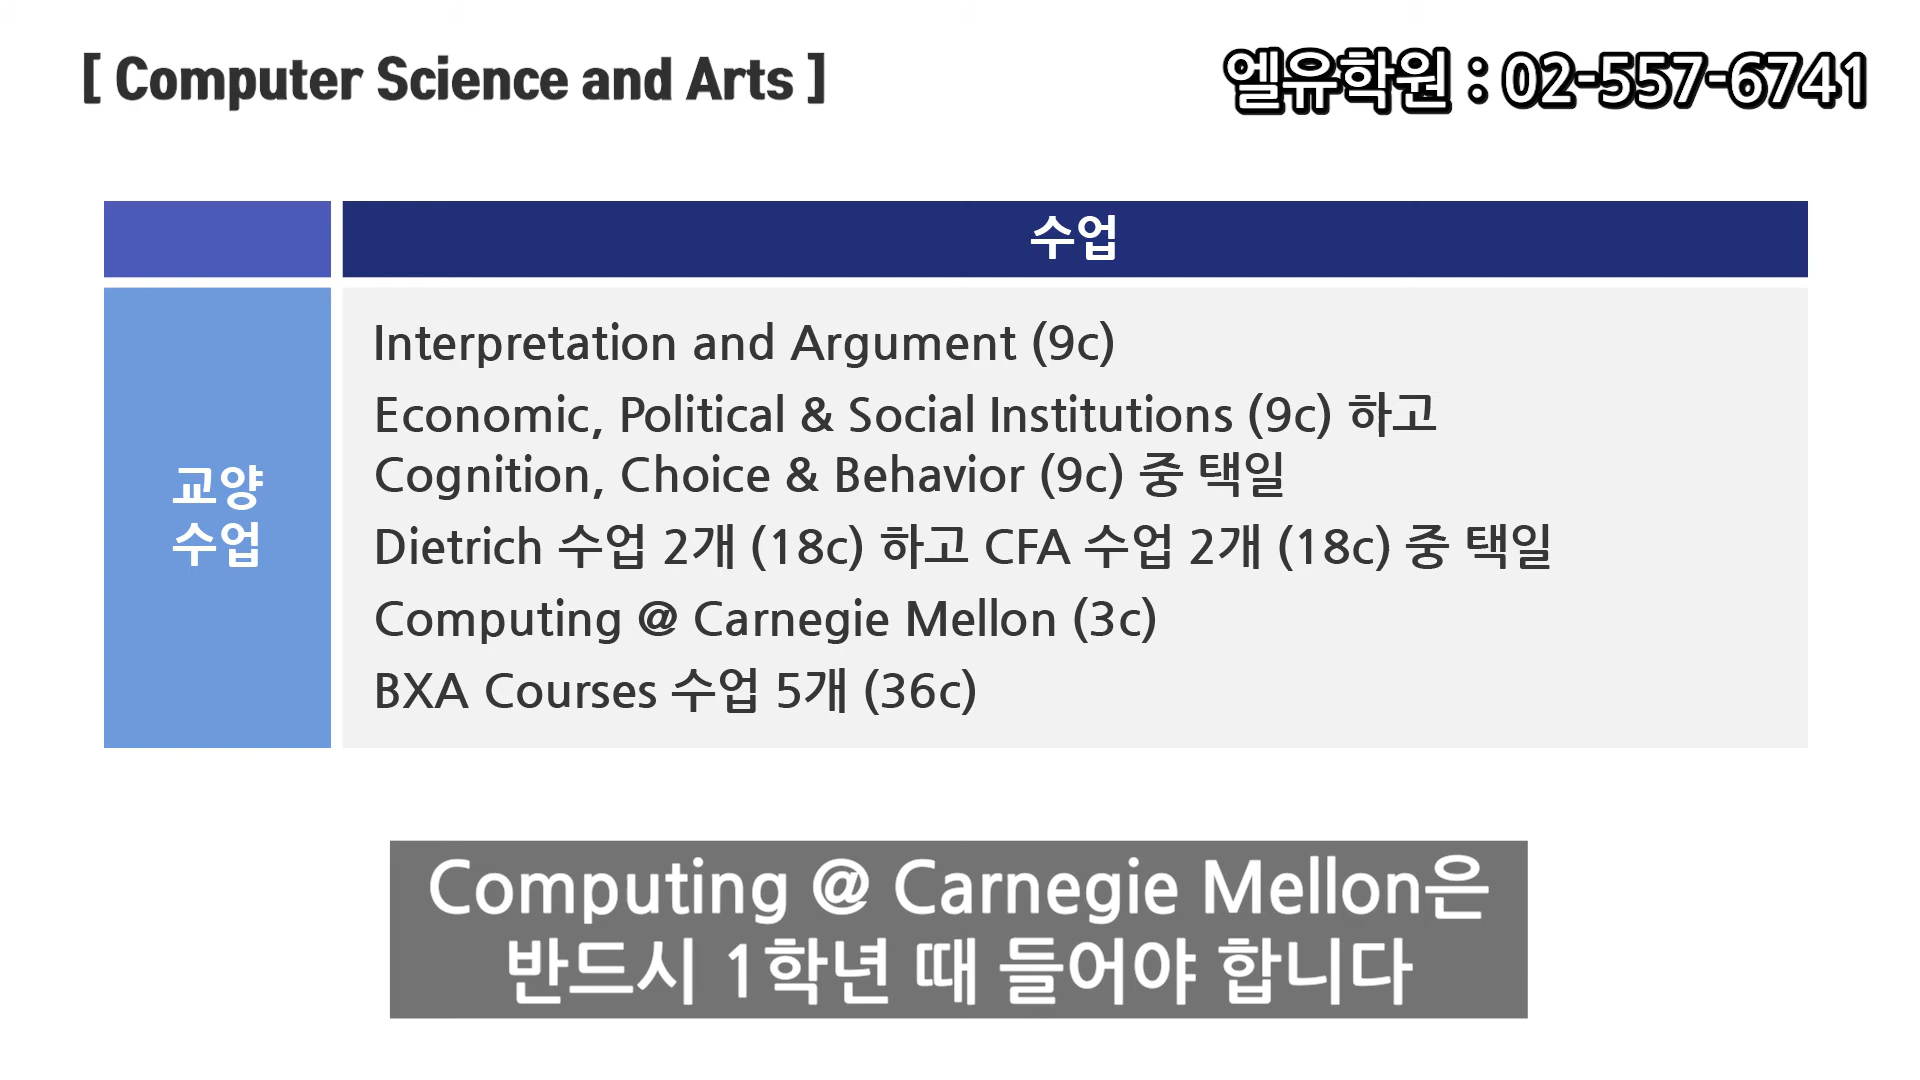 [ Computer Science and Arts ]
엘유학원 : 02-557-6741
수업
교양
수업
Interpretation and Argument (9c)
Economic, Political & Social Institutions (9c) 하고
Cognition, Choice & Behavior (9c) 중 택일
Dietrich 수업 2개 (18c) 하고 CFA 수업 2개 (18c) 중 택일
Computing @ Carnegie Mellon (3c)
BXA Courses 수업 5개 (36c)
Computing @ Carnegie Mellon은
반드시 1학년 때 들어야 합니다